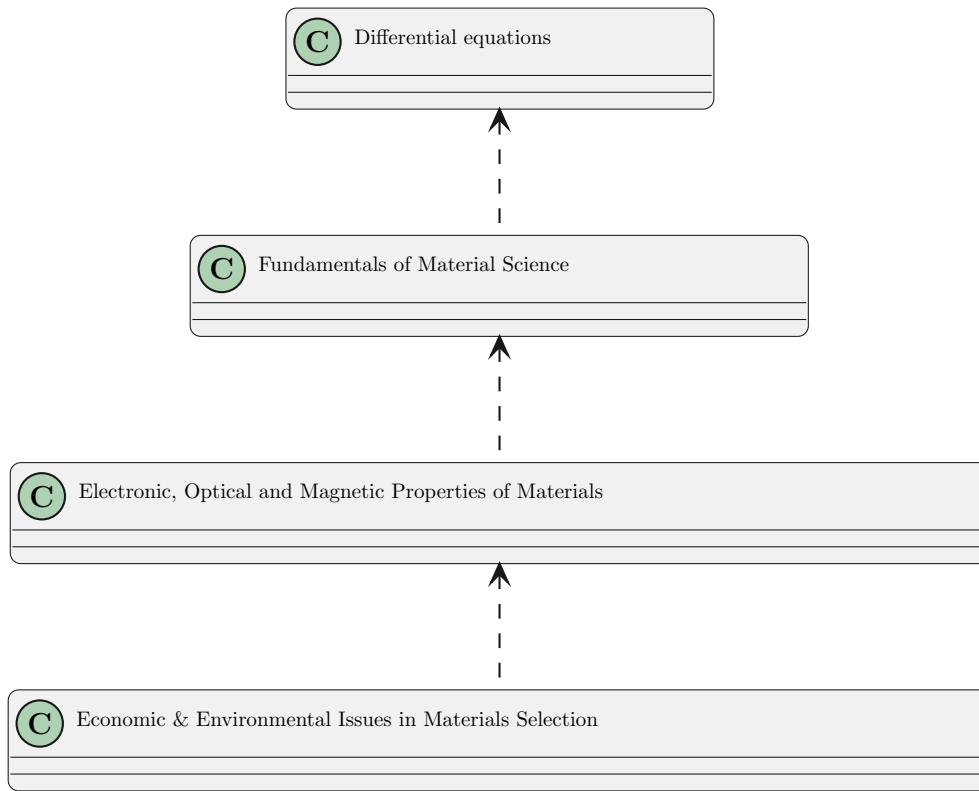 C Differential equations
C Fundamentals of Material Science
C Electronic, Optical and Magnetic Properties of Materials
C Economic & Environmental Issues in Materials Selection